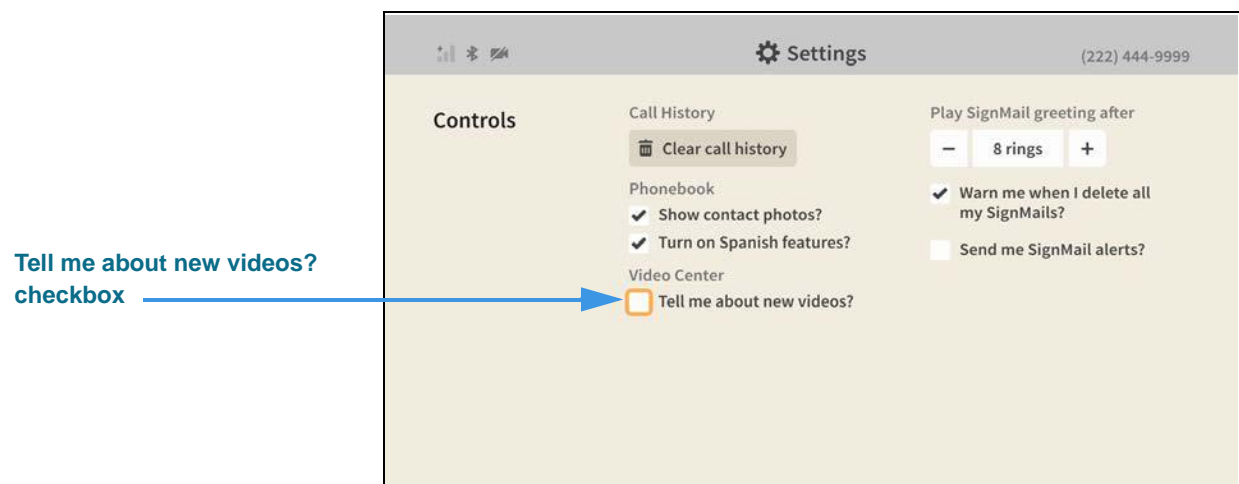 Settings
(222) 444-9999
Controls
Call History
Clear call history
Phonebook
Show contact photos?
Turn on Spanish features?
Video Center
Tell me about new videos?
Play SignMail greeting after
− 8 rings +
Warn me when I delete all
my SignMails?
Send me SignMail alerts?
Tell me about new videos?
checkbox